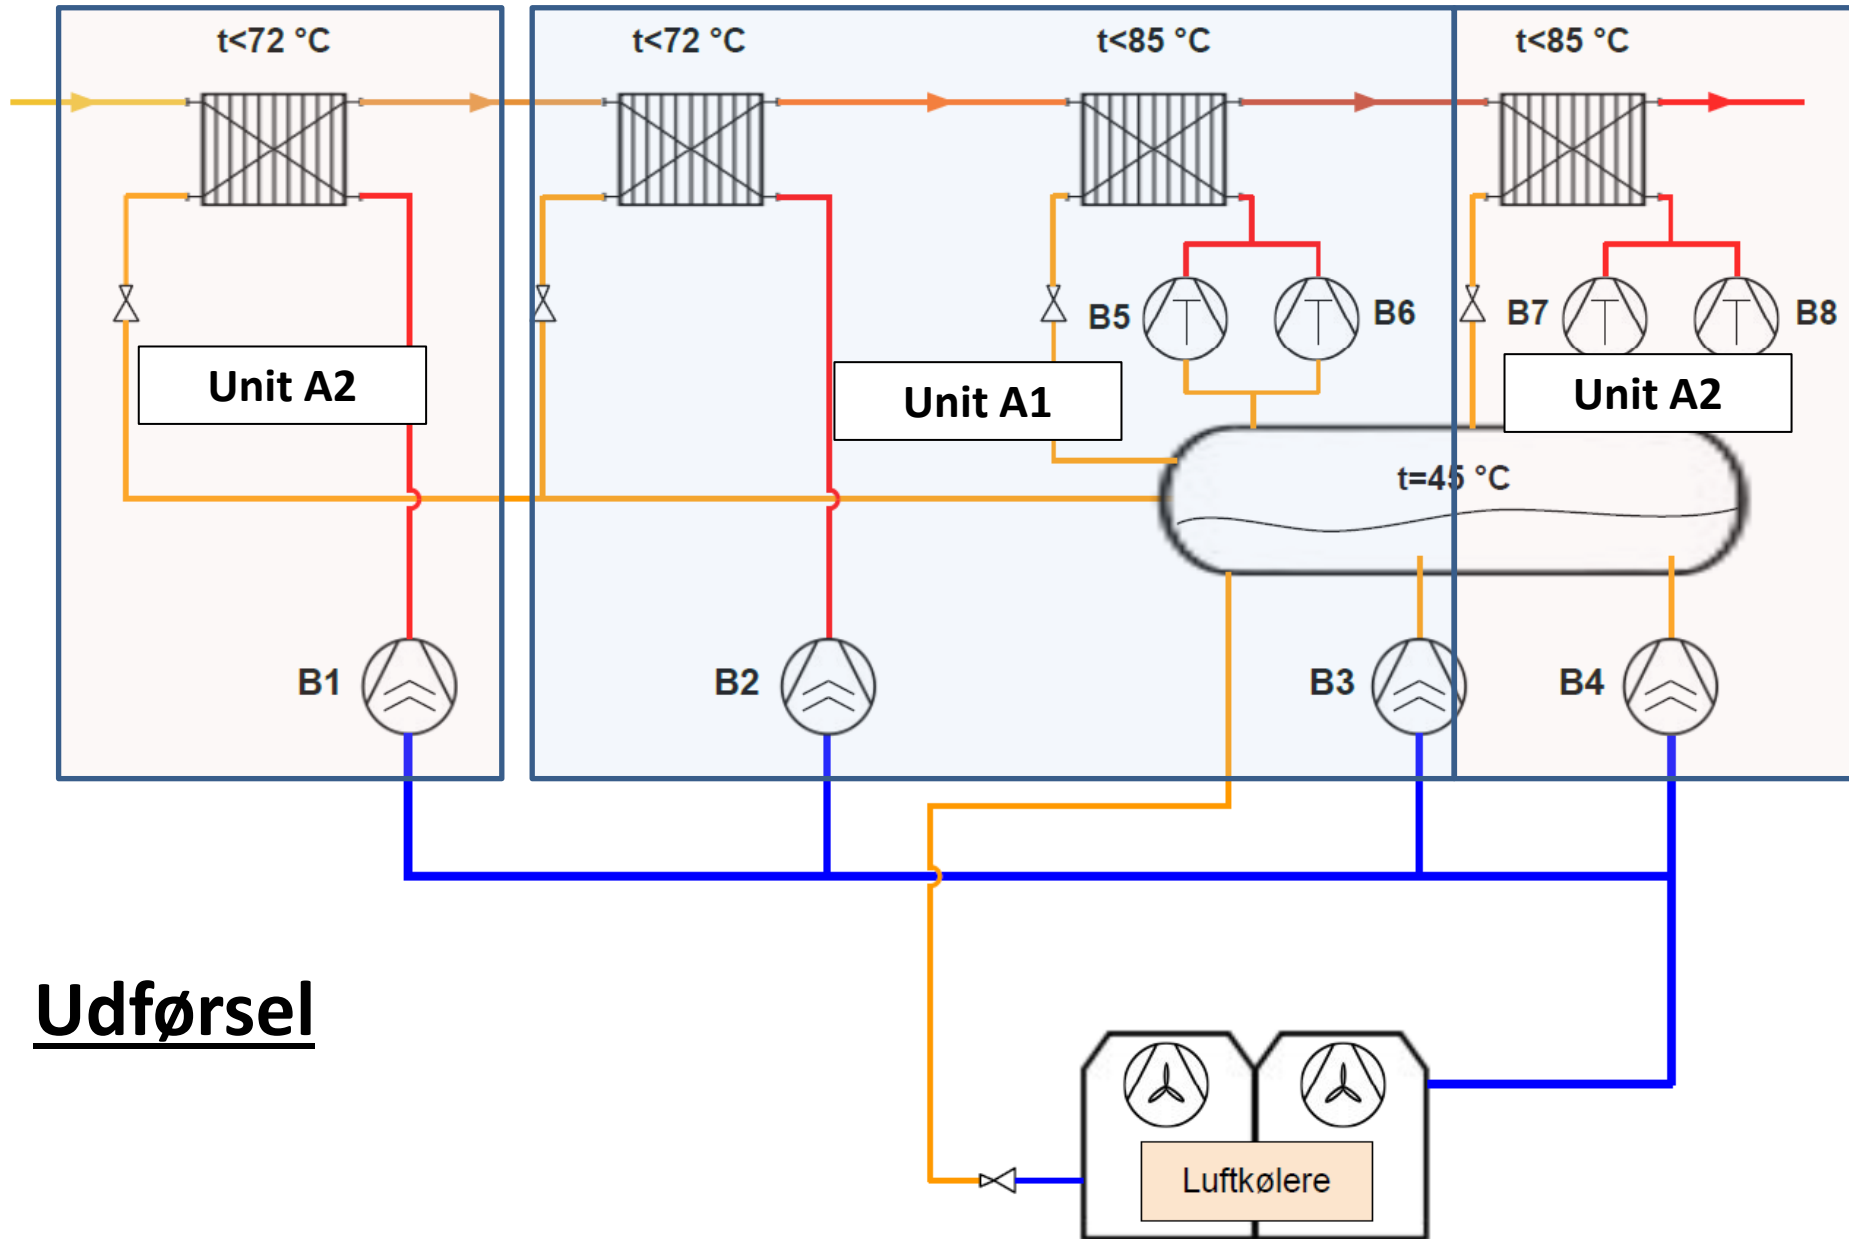 t<72 °C
t<72 °C
t<85 °C
t<85 °C
B5
B6
B7
B8
Unit A2
Unit A1
Unit A2
t=45 °C
B1
B2
B3
B4
Udførsel
Luftkølere